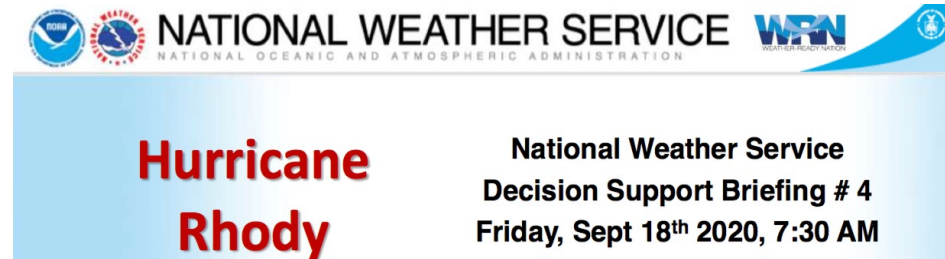 NOAA
NATIONAL WEATHER SERVICE
NATIONAL OCEANIC AND ATMOSPHERIC ADMINISTRATION
WRN
WEATHER-READY NATION
Hurricane
Rhody
National Weather Service
Decision Support Briefing # 4
Friday, Sept 18th 2020, 7:30 AM